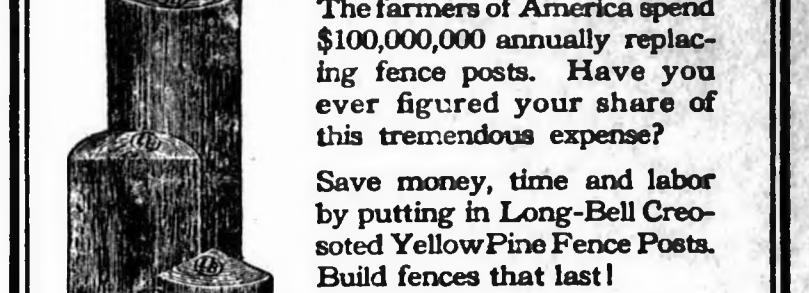 The farmers of America spend
$100,000,000 annually replac-
ing fence posts. Have you
ever figured your share of
this tremendous expense?
Save money, time and labor
by putting in Long-Bell Creo-
soted Yellow Pine Fence Posts.
Build fences that last!